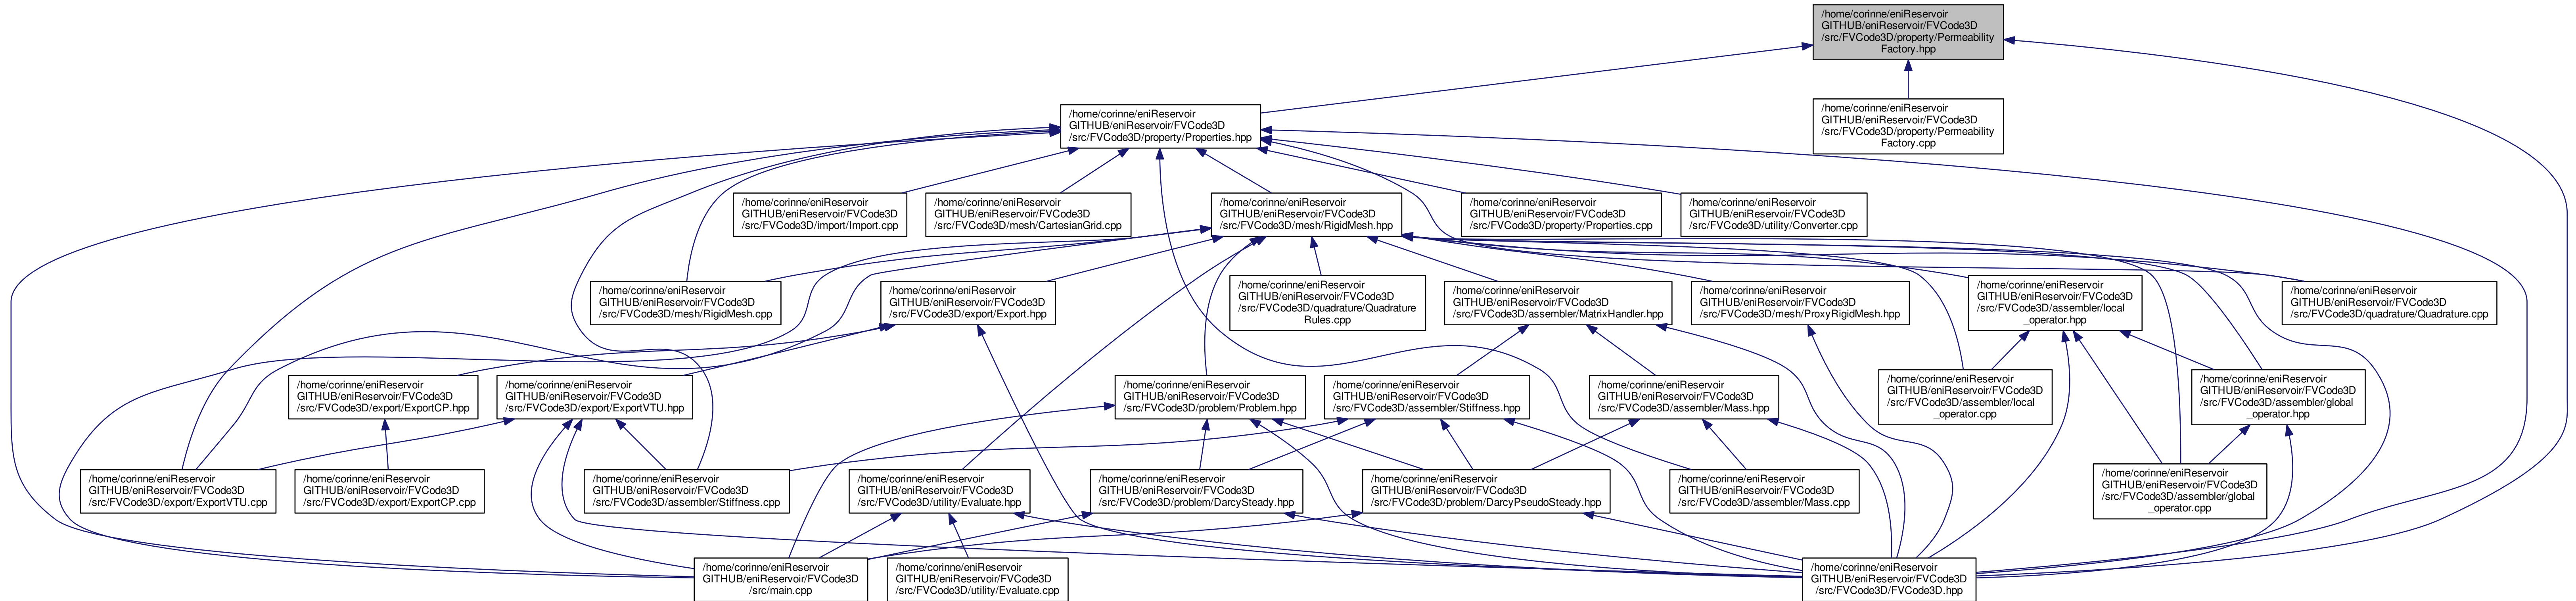 /home/corinne/eniReservoir
GITHUB/eniReservoir/FVCode3D
/src/FVCode3D/property/Permeability
Factory.hpp
/home/corinne/eniReservoir
GITHUB/eniReservoir/FVCode3D
/src/FVCode3D/property/Properties.hpp
/home/corinne/eniReservoir
GITHUB/eniReservoir/FVCode3D
/src/FVCode3D/property/Permeability
Factory.cpp
/home/corinne/eniReservoir
GITHUB/eniReservoir/FVCode3D
/src/FVCode3D/import/Import.cpp
/home/corinne/eniReservoir
GITHUB/eniReservoir/FVCode3D
/src/FVCode3D/mesh/CartesianGrid.cpp
/home/corinne/eniReservoir
GITHUB/eniReservoir/FVCode3D
/src/FVCode3D/mesh/RigidMesh.hpp
/home/corinne/eniReservoir
GITHUB/eniReservoir/FVCode3D
/src/FVCode3D/property/Properties.cpp
/home/corinne/eniReservoir
GITHUB/eniReservoir/FVCode3D
/src/FVCode3D/utility/Converter.cpp
/home/corinne/eniReservoir
GITHUB/eniReservoir/FVCode3D
/src/FVCode3D/mesh/RigidMesh.cpp
/home/corinne/eniReservoir
GITHUB/eniReservoir/FVCode3D
/src/FVCode3D/export/Export.hpp
/home/corinne/eniReservoir
GITHUB/eniReservoir/FVCode3D
/src/FVCode3D/quadrature/Quadrature
Rules.cpp
/home/corinne/eniReservoir
GITHUB/eniReservoir/FVCode3D
/src/FVCode3D/assembler/MatrixHandler.hpp
/home/corinne/eniReservoir
GITHUB/eniReservoir/FVCode3D
/src/FVCode3D/mesh/ProxyRigidMesh.hpp
/home/corinne/eniReservoir
GITHUB/eniReservoir/FVCode3D
/src/FVCode3D/assembler/local
_operator.hpp
/home/corinne/eniReservoir
GITHUB/eniReservoir/FVCode3D
/src/FVCode3D/quadrature/Quadrature.cpp
/home/corinne/eniReservoir
GITHUB/eniReservoir/FVCode3D
/src/FVCode3D/export/ExportCP.hpp
/home/corinne/eniReservoir
GITHUB/eniReservoir/FVCode3D
/src/FVCode3D/export/ExportVTU.hpp
/home/corinne/eniReservoir
GITHUB/eniReservoir/FVCode3D
/src/FVCode3D/problem/Problem.hpp
/home/corinne/eniReservoir
GITHUB/eniReservoir/FVCode3D
/src/FVCode3D/assembler/Stiffness.hpp
/home/corinne/eniReservoir
GITHUB/eniReservoir/FVCode3D
/src/FVCode3D/assembler/Mass.hpp
/home/corinne/eniReservoir
GITHUB/eniReservoir/FVCode3D
/src/FVCode3D/assembler/local
_operator.cpp
/home/corinne/eniReservoir
GITHUB/eniReservoir/FVCode3D
/src/FVCode3D/assembler/global
_operator.hpp
/home/corinne/eniReservoir
GITHUB/eniReservoir/FVCode3D
/src/FVCode3D/export/ExportVTU.cpp
/home/corinne/eniReservoir
GITHUB/eniReservoir/FVCode3D
/src/FVCode3D/export/ExportCP.cpp
/home/corinne/eniReservoir
GITHUB/eniReservoir/FVCode3D
/src/FVCode3D/assembler/Stiffness.cpp
/home/corinne/eniReservoir
GITHUB/eniReservoir/FVCode3D
/src/FVCode3D/utility/Evaluate.hpp
/home/corinne/eniReservoir
GITHUB/eniReservoir/FVCode3D
/src/FVCode3D/problem/DarcySteady.hpp
/home/corinne/eniReservoir
GITHUB/eniReservoir/FVCode3D
/src/FVCode3D/problem/DarcyPseudoSteady.hpp
/home/corinne/eniReservoir
GITHUB/eniReservoir/FVCode3D
/src/FVCode3D/assembler/Mass.cpp
/home/corinne/eniReservoir
GITHUB/eniReservoir/FVCode3D
/src/FVCode3D/assembler/global
_operator.cpp
/home/corinne/eniReservoir
GITHUB/eniReservoir/FVCode3D
/src/main.cpp
/home/corinne/eniReservoir
GITHUB/eniReservoir/FVCode3D
/src/FVCode3D/utility/Evaluate.cpp
/home/corinne/eniReservoir
GITHUB/eniReservoir/FVCode3D
/src/FVCode3D/FVCode3D.hpp